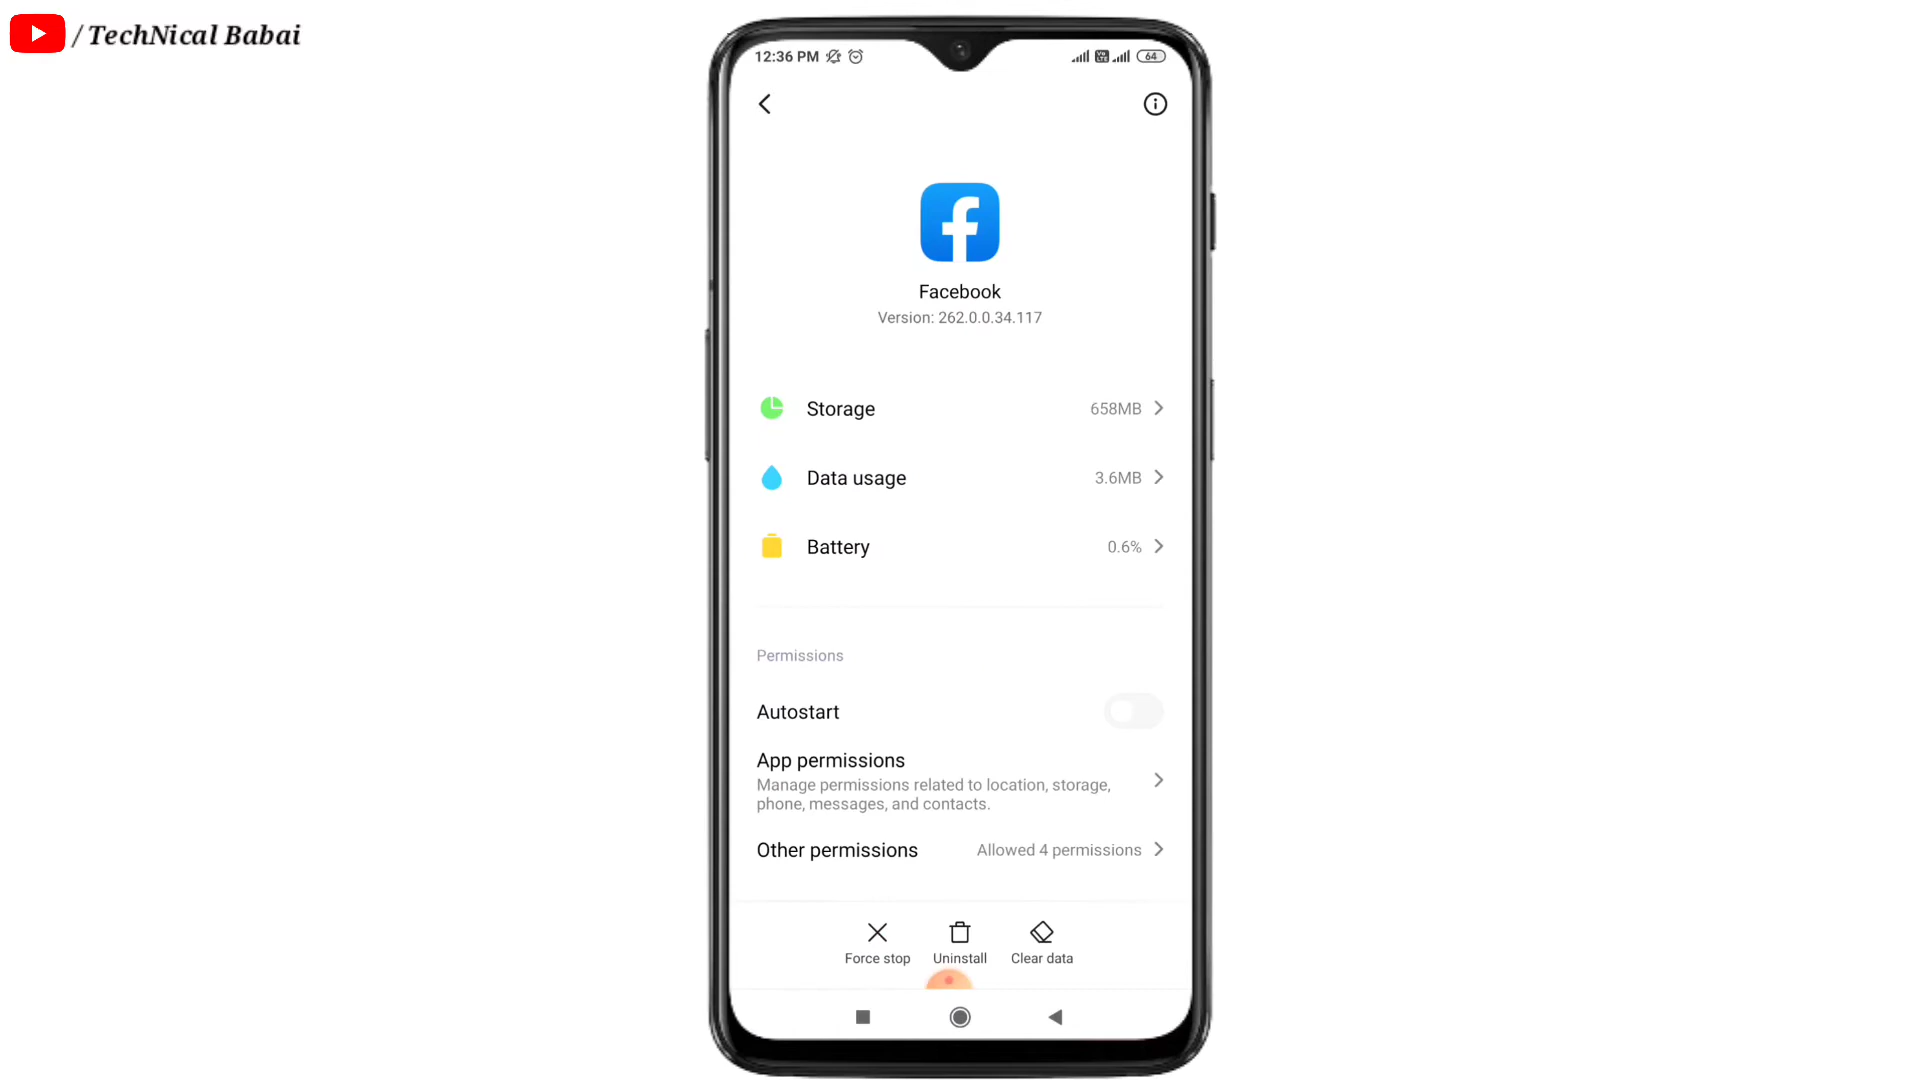 / TechNical Babai
12:36 PM
64
Facebook
Version: 262.0.0.34.117
Storage 658MB
Data usage 3.6MB
Battery 0.6%
Permissions
Autostart
App permissions
Manage permissions related to location, storage,
phone, messages, and contacts.
Other permissions Allowed 4 permissions
Force stop Uninstall Clear data